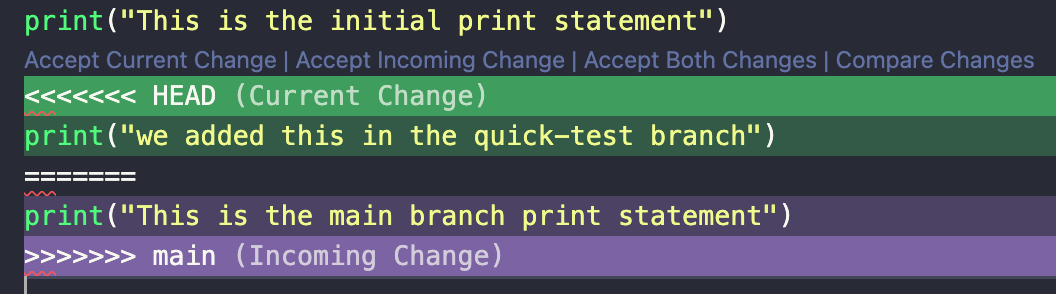 print("This is the initial print statement")
Accept Current Change | Accept Incoming Change | Accept Both Changes | Compare Changes
<<<<<<< HEAD (Current Change)
print("we added this in the quick-test branch")
=======
print("This is the main branch print statement")
>>>>>>> main (Incoming Change)